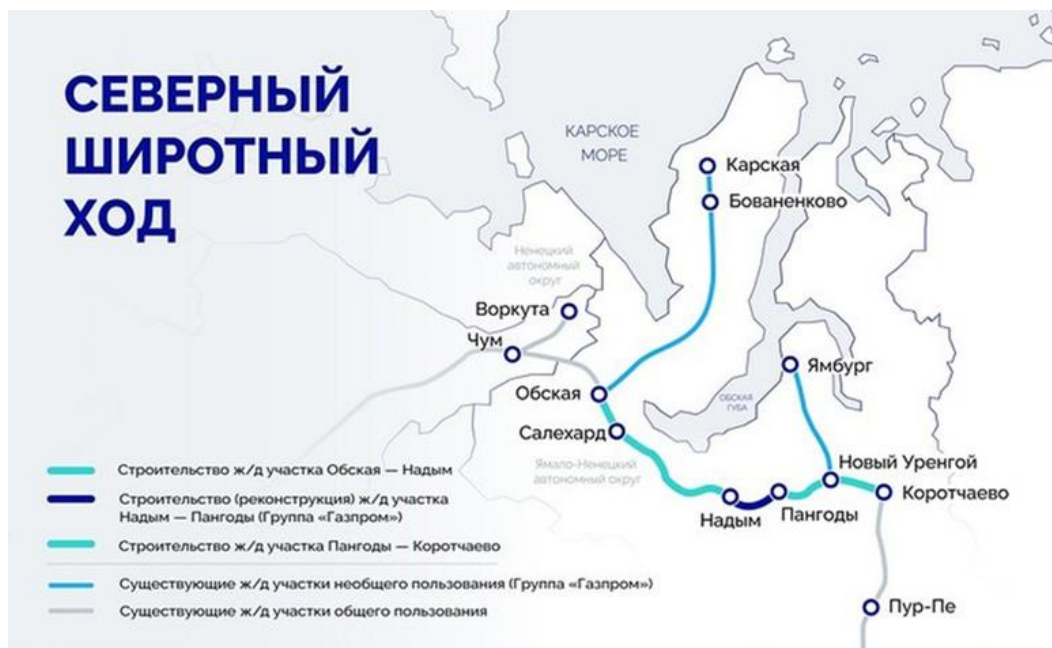 СЕВЕРНЫЙ
ШИРОТНЫЙ
ХОД
КАРСКОЕ
МОРЕ
Карская
Бованенково
Ненецкий
автономный
округ
Воркута
Чум
Обская
Ямбург
ОБСКАЯ
ГУБА
Салехард
Ямало-Ненецкий
автономный округ
Новый Уренгой
Коротчаево
Надым
Пангоды
Пур-Пе
Строительство ж/д участка Обская — Надым
Строительство (реконструкция) ж/д участка
Надым — Пангоды (Группа «Газпром»)
Строительство ж/д участка Пангоды — Коротчаево
Существующие ж/д участки необщего пользования (Группа «Газпром»)
Существующие ж/д участки общего пользования